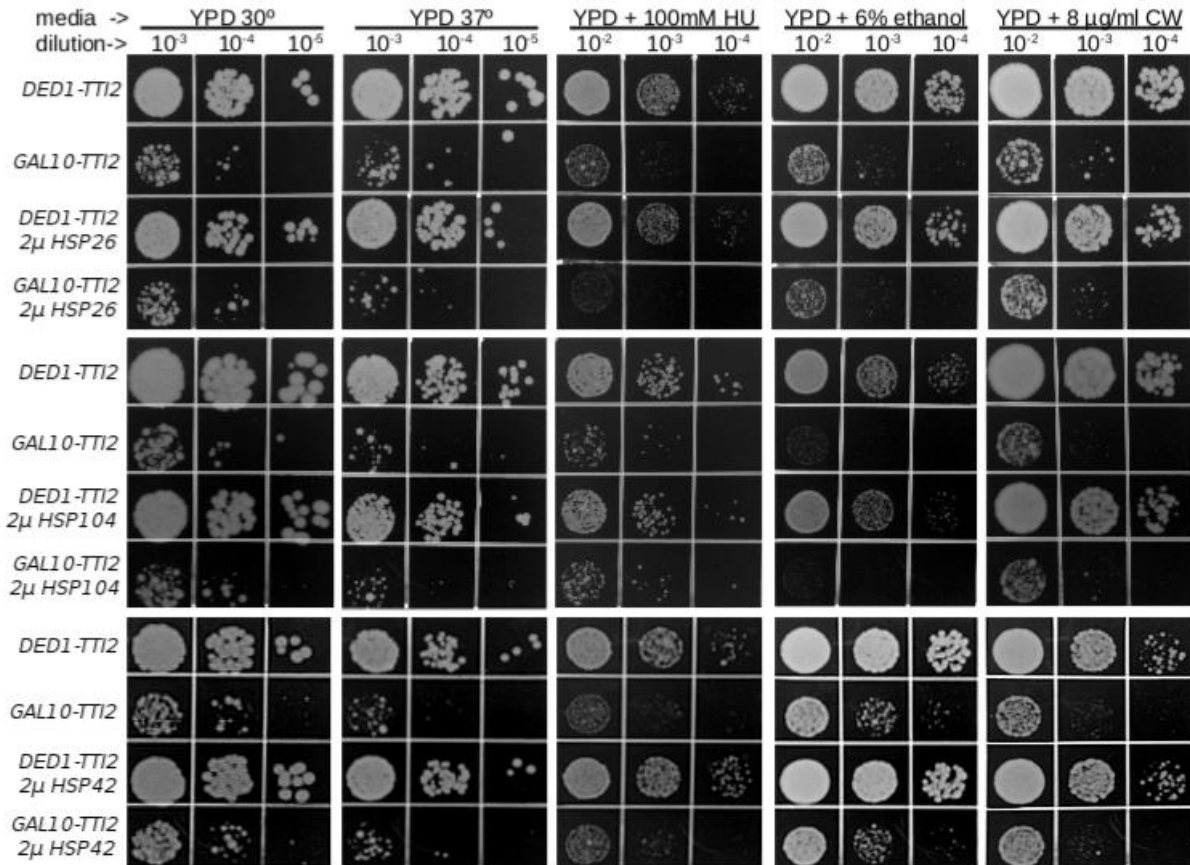 media -> YPD 30º YPD 37º YPD + 100mM HU YPD + 6% ethanol YPD + 8 µg/ml CW
dilution-> 10-3 10-4 10-5 10-3 10-4 10-5 10-2 10-3 10-4 10-2 10-3 10-4 10-2 10-3 10-4
DED1-TTI2
GAL10-TTI2
DED1-TTI2
2µ HSP26
GAL10-TTI2
2µ HSP26
DED1-TTI2
GAL10-TTI2
DED1-TTI2
2µ HSP104
GAL10-TTI2
2µ HSP104
DED1-TTI2
GAL10-TTI2
DED1-TTI2
2µ HSP42
GAL10-TTI2
2µ HSP42